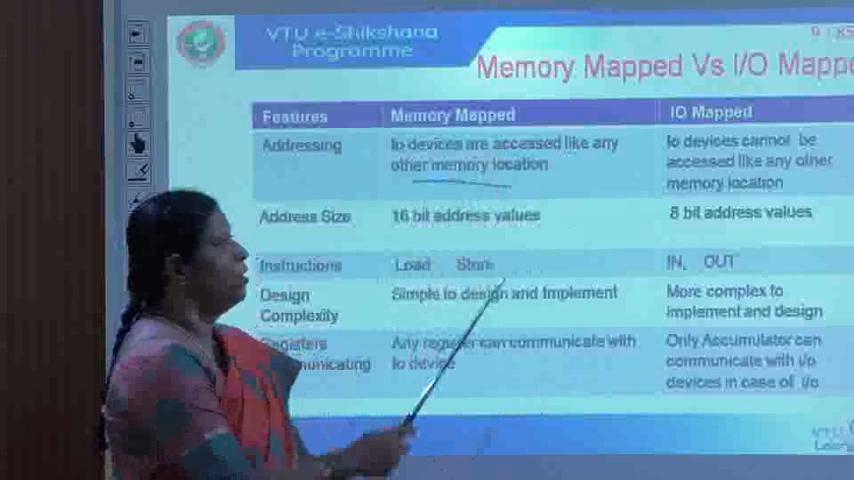 VTU e-Shikshana
Programme
Memory Mapped Vs I/O Mappe
Features Memory Mapped IO Mapped
Addressing Io devices are accessed like any other memory location Io devices cannot be accessed like any other memory location
Address Size 16 bit address values 8 bit address values
Instructions Load Store IN, OUT
Design Complexity Simple to design and Implement More complex to implement and design
Registers municating Any register can communicate with Io device Only Accumulator can communicate with i/o devices in case of i/o
VTU